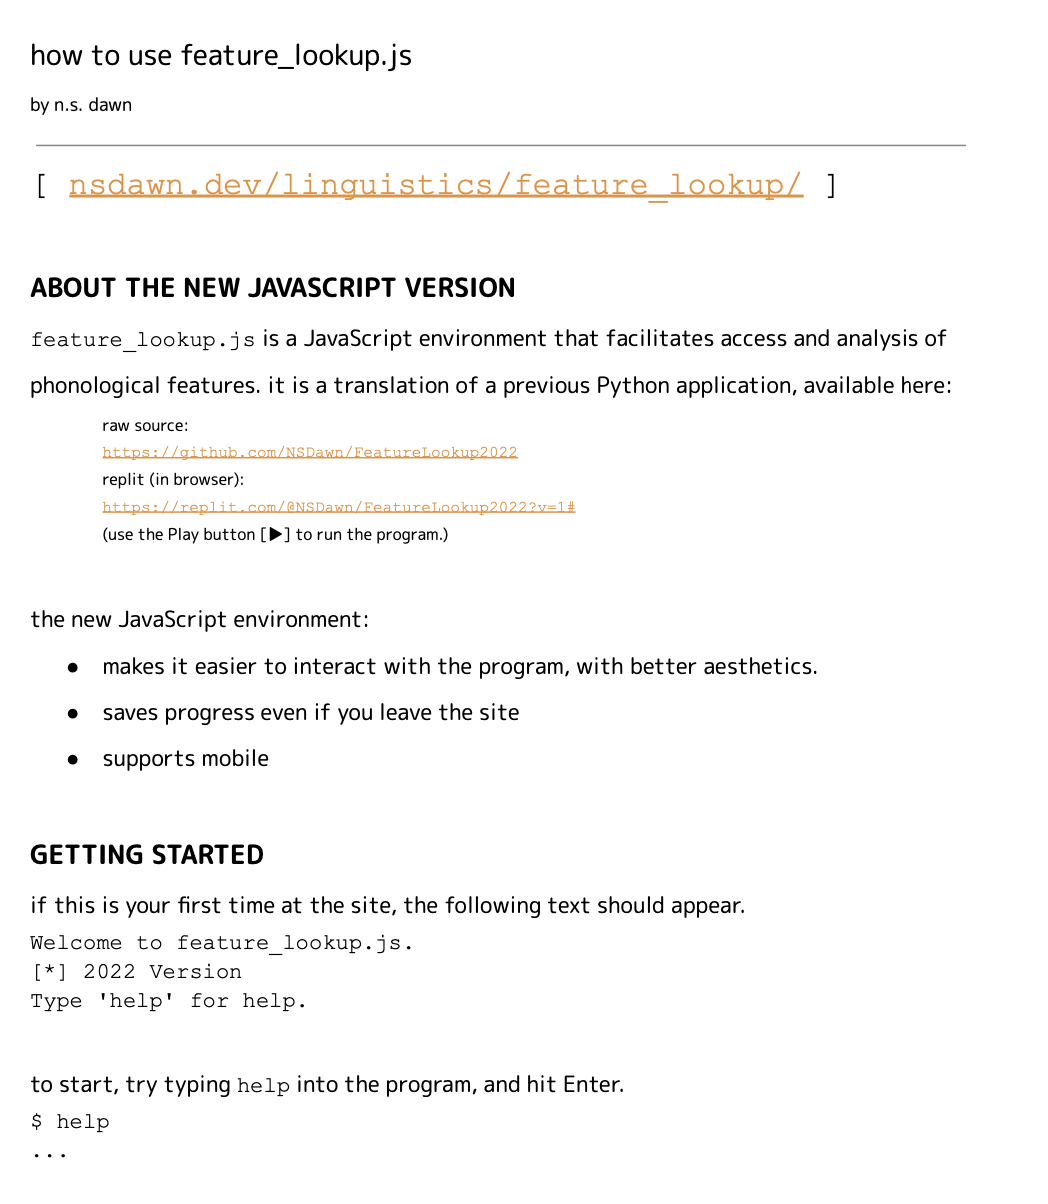 how to use feature_lookup.js
by n.s. dawn
[ nsdawn.dev/linguistics/feature_lookup/ ]
ABOUT THE NEW JAVASCRIPT VERSION
feature_lookup.js is a JavaScript environment that facilitates access and analysis of
phonological features. it is a translation of a previous Python application, available here:
raw source:
https://github.com/NSDawn/FeatureLookup2022
replit (in browser):
https://replit.com/@NSDawn/FeatureLookup2022?v=1#
(use the Play button [▶] to run the program.)
the new JavaScript environment:
● makes it easier to interact with the program, with better aesthetics.
● saves progress even if you leave the site
● supports mobile
GETTING STARTED
if this is your first time at the site, the following text should appear.
Welcome to feature_lookup.js.
[*] 2022 Version
Type 'help' for help.
to start, try typing help into the program, and hit Enter.
$ help
...